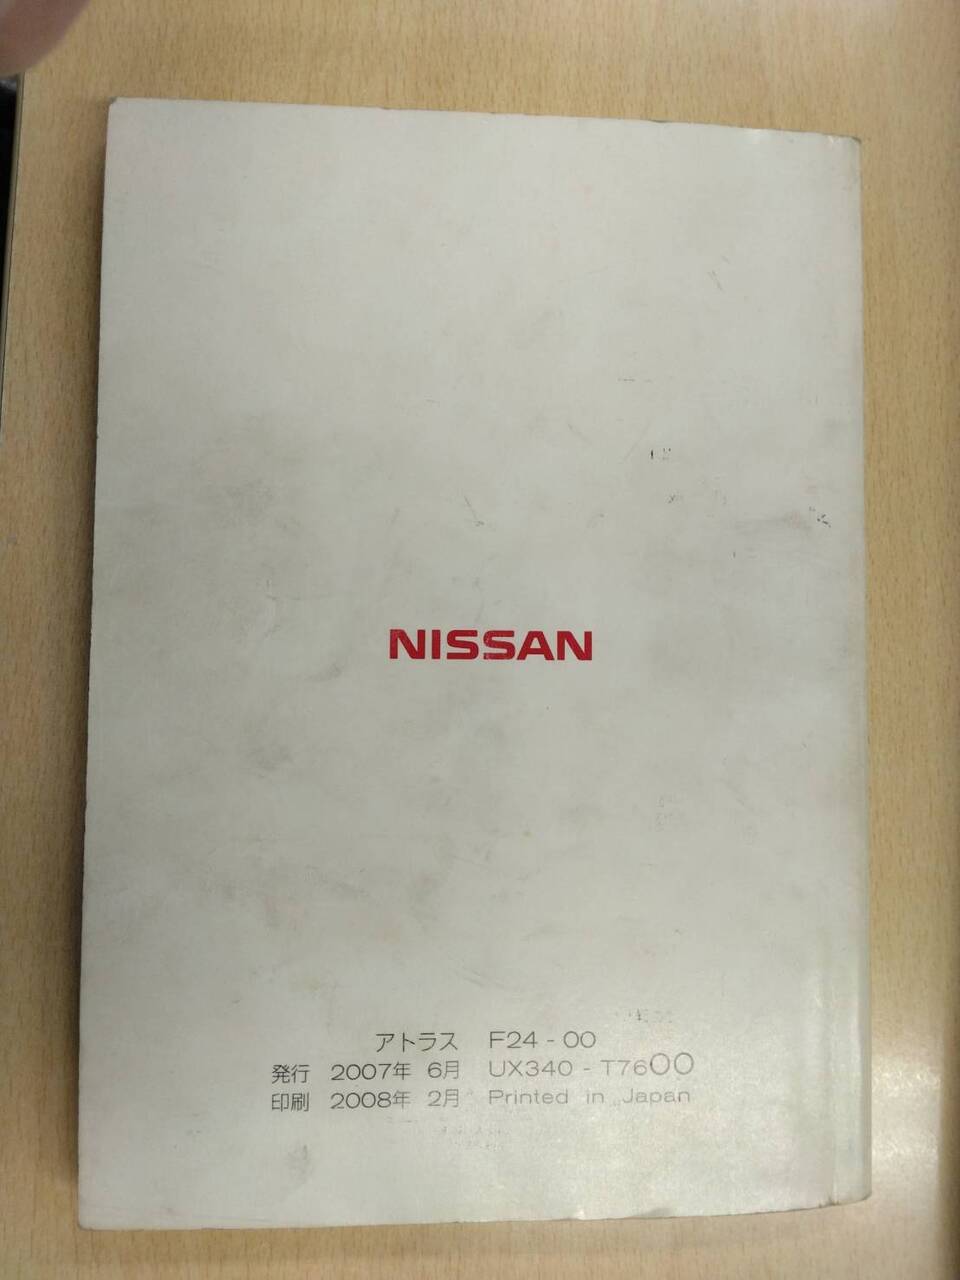 NISSAN
アトラス F24 - 00
発行 2007年 6月 UX340 - T7600
印刷 2008年 2月 Printed in Japan